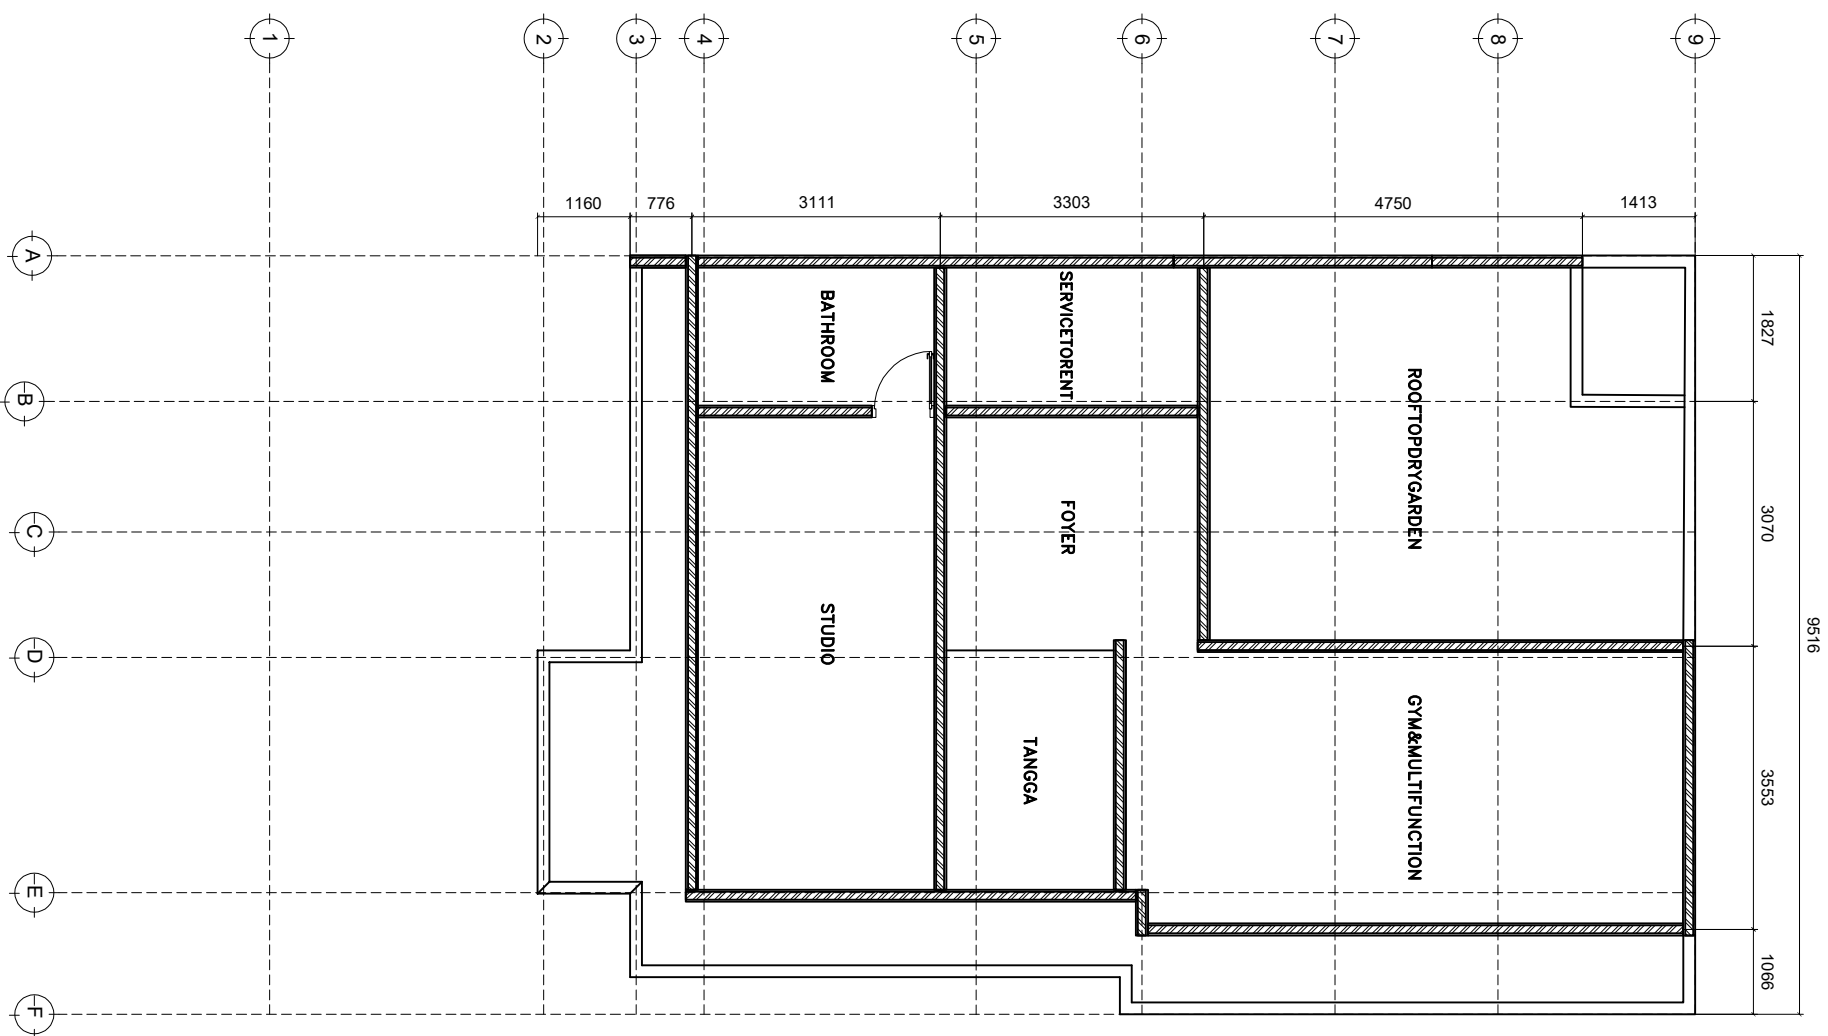 1
2
3
4
5
6
7
8
9
1160
776
3111
3303
4750
1413
A
B
C
D
E
F
1827
3070
3553
1066
9516
BATHROOM
SERVICETORENT
ROOFTOPDRYGARDEN
FOYER
STUDIO
TANGGA
GYM&MULTIFUNCTION